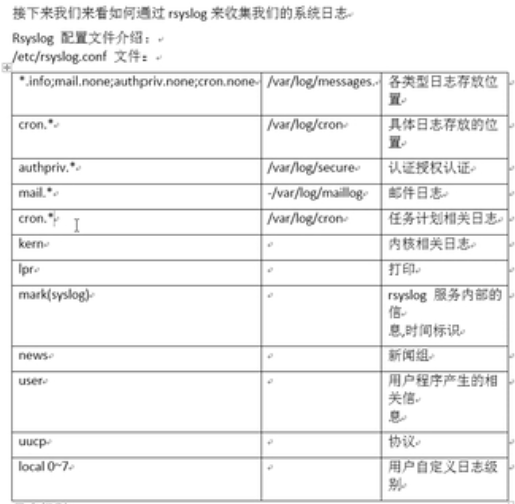 接下来我们来看如何通过 rsyslog 来收集我们的系统日志
Rsyslog 配置文件介绍：
/etc/rsyslog.conf 文件：
*.info;mail.none;authpriv.none;cron.none /var/log/messages. 各类型日志存放位
置
cron.* /var/log/cron 具体日志存放的位
置
authpriv.* /var/log/secure 认证授权认证
mail.* -/var/log/maillog 邮件日志
cron.* /var/log/cron 任务计划相关日志
kern 内核相关日志
lpr 打印
mark(syslog) rsyslog 服务内部的
信
息,时间标识
news 新闻组
user 用户程序产生的相
关信
息
uucp 协议
local 0~7 用户自定义日志级
别